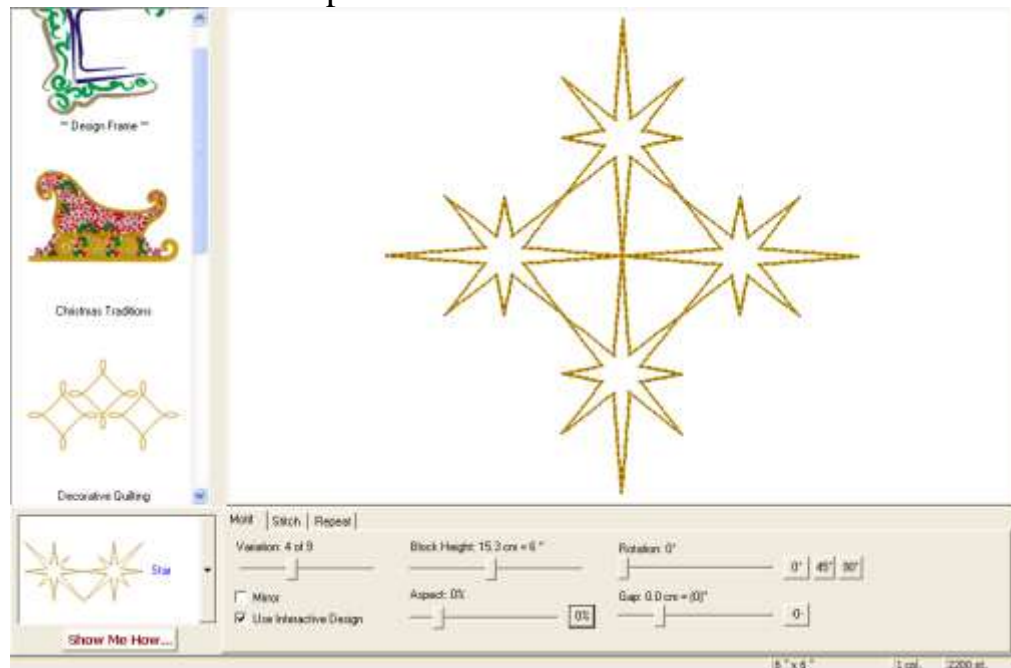 " Design Frame "
Christmas Traditions
Decorative Quilting
Star
Show Me How...
Motif
Stitch
Repeat
Variation: 4 of 9
Mirror
Use Interactive Design
Block Height: 15.3 cm = 6 "
Aspect: 0%
0%
Rotation: 0°
0°
45°
90°
Gap: 0.0 cm = (0)"
-0-
6 " x 6 "
1 col.
2200 st.